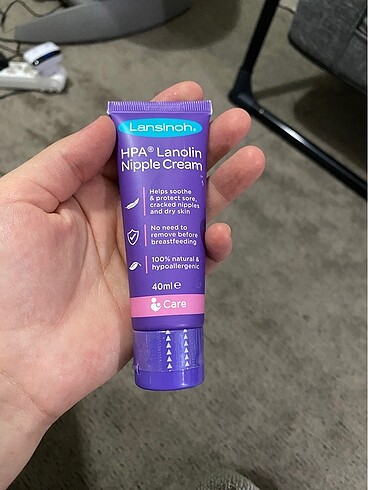 Lansinoh®
HPA® Lanolin
Nipple Cream
Helps soothe
& protect sore,
cracked nipples
and dry skin
No need to
remove before
breastfeeding
100% natural &
hypoallergenic
40ml ℮
Care